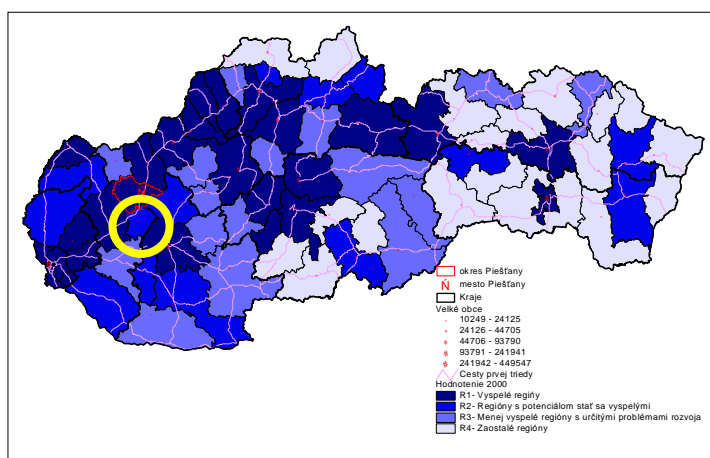 okres Piešťany
Ń mesto Piešťany
Kraje
Velké obce
10249 - 24125
24126 - 44705
44706 - 93790
93791 - 241941
241942 - 449547
Cesty prvej triedy
Hodnotenie 2000
R1- Vyspelé regióny
R2- Regióny s potenciálom stať sa vyspelými
R3- Menej vyspelé regióny s určitými problémami rozvoja
R4- Zaostalé regióny